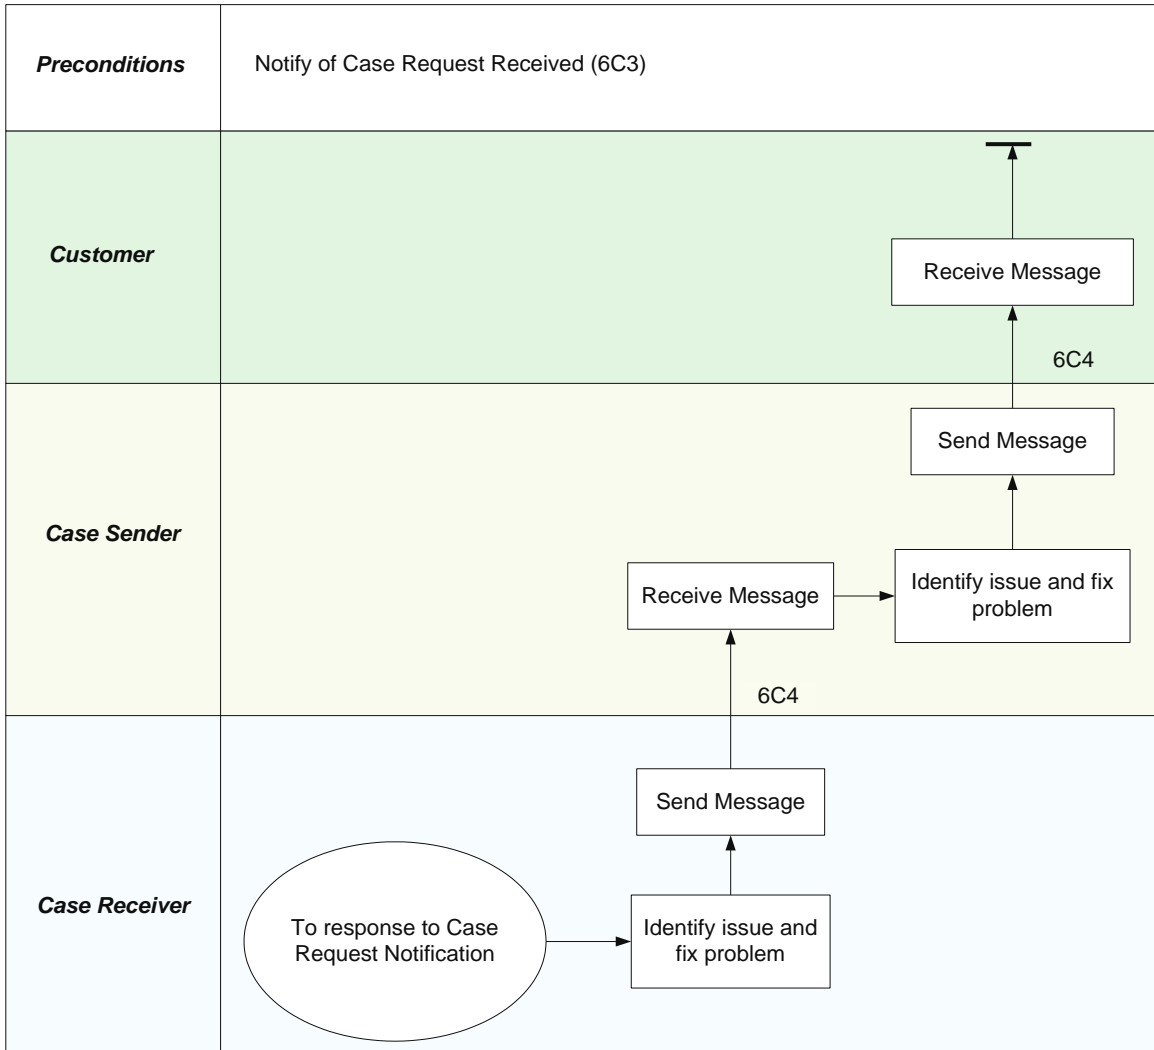 Preconditions
Notify of Case Request Received (6C3)
Customer
Receive Message
6C4
Send Message
Case Sender
Identify issue and fix
problem
Receive Message
6C4
Send Message
Case Receiver
To response to Case
Request Notification
Identify issue and
fix problem